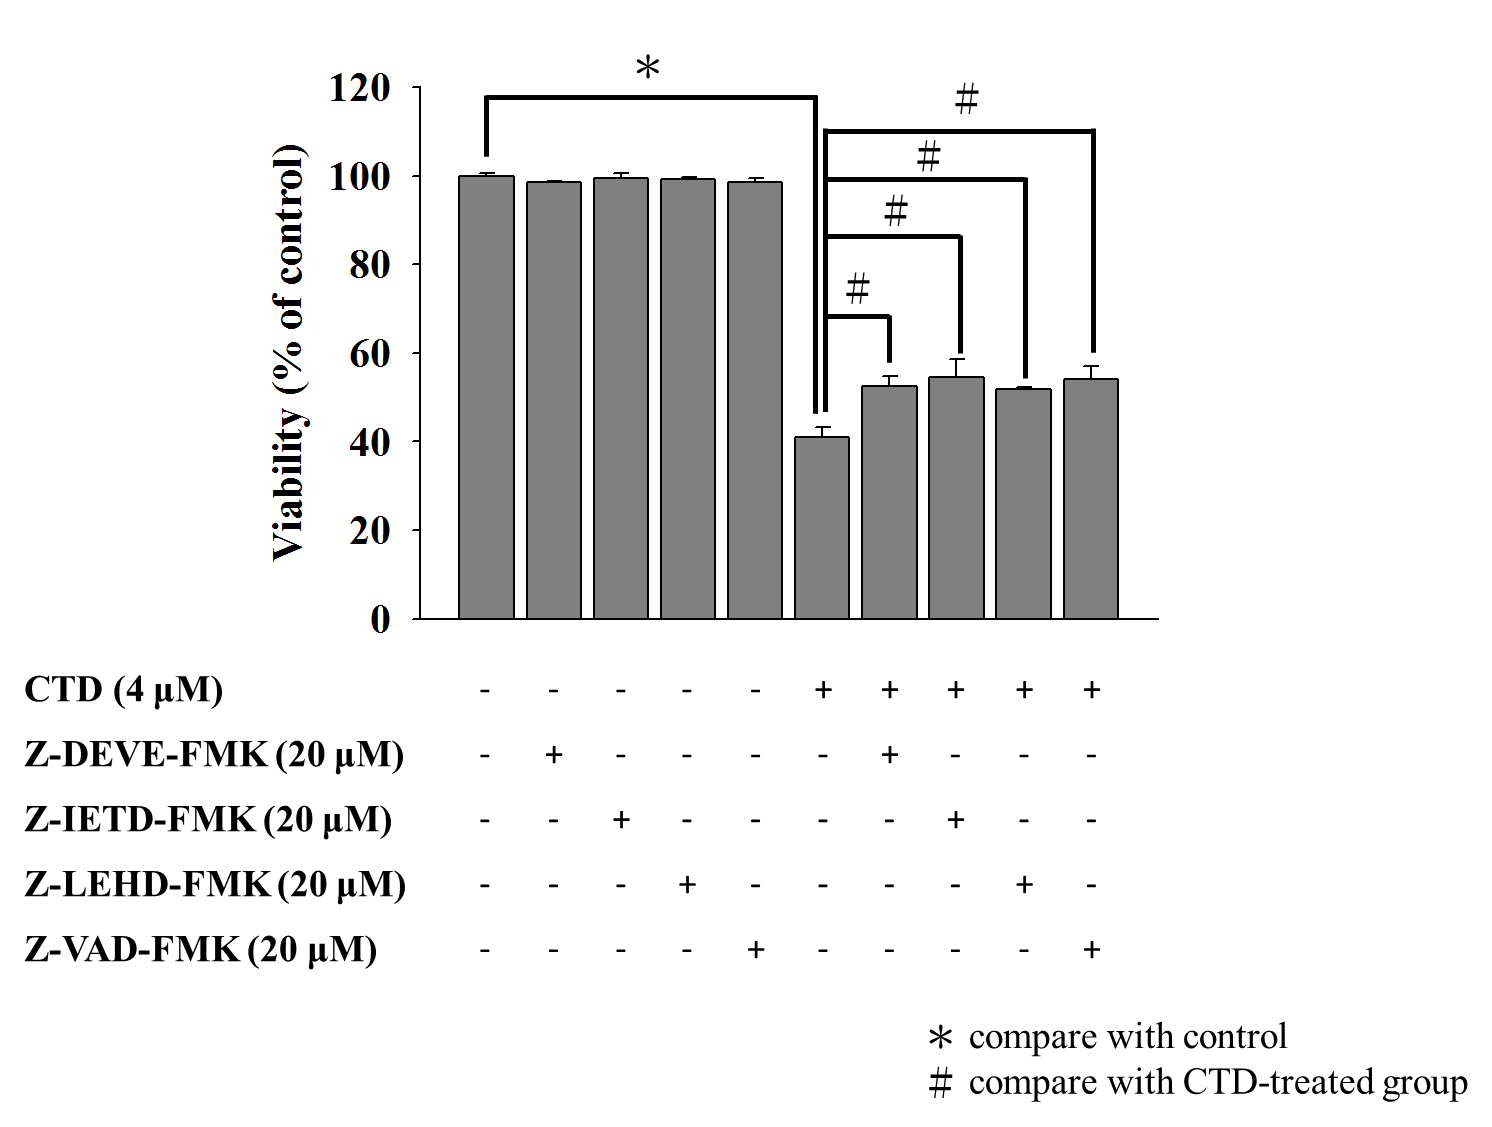 *
120
#
100
#
80
#
60
#
40
20
0
Viability (% of control)
CTD (4 μM) - - - - - + + + + +
Z-DEVE-FMK (20 μM) - + - - - - + - - -
Z-IETD-FMK (20 μM) - - + - - - - + - -
Z-LEHD-FMK (20 μM) - - - + - - - - + -
Z-VAD-FMK (20 μM) - - - - + - - - - +
* compare with control
# compare with CTD-treated group